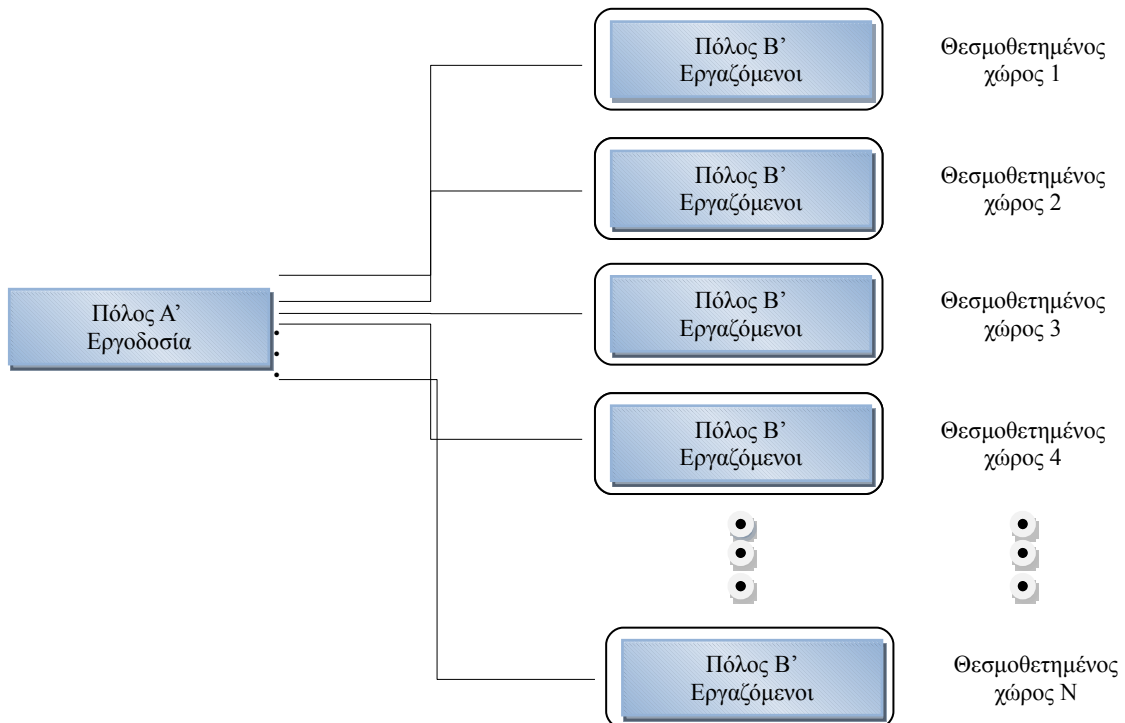 Πόλος Β’
Εργαζόμενοι
Θεσμοθετημένος
χώρος 1
Πόλος Β’
Εργαζόμενοι
Θεσμοθετημένος
χώρος 2
Πόλος Α’
Εργοδοσία
Πόλος Β’
Εργαζόμενοι
Θεσμοθετημένος
χώρος 3
Πόλος Β’
Εργαζόμενοι
Θεσμοθετημένος
χώρος 4
Πόλος Β’
Εργαζόμενοι
Θεσμοθετημένος
χώρος Ν